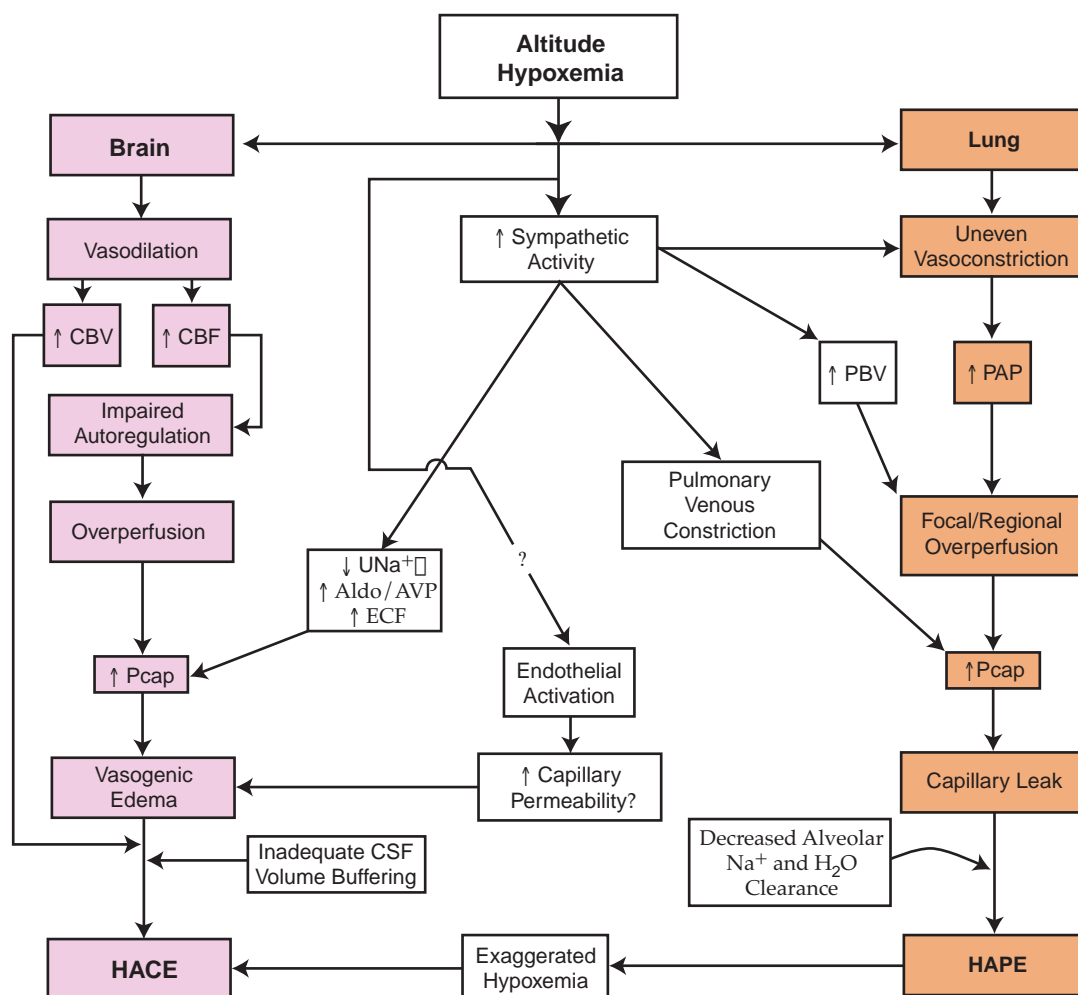 Altitude
Hypoxemia
Brain
Lung
Vasodilation
↑ Sympathetic
Activity
Uneven
Vasoconstriction
↑ CBV
↑ CBF
↑ PBV
↑ PAP
Impaired
Autoregulation
Pulmonary
Venous
Constriction
Overperfusion
Focal/Regional
Overperfusion
?
↓ UNa⁺▯
↑ Aldo/AVP
↑ ECF
↑ Pcap
Endothelial
Activation
↑Pcap
Vasogenic
Edema
↑ Capillary
Permeability?
Capillary Leak
Inadequate CSF
Volume Buffering
Decreased Alveolar
Na⁺ and H₂O
Clearance
HACE
Exaggerated
Hypoxemia
HAPE